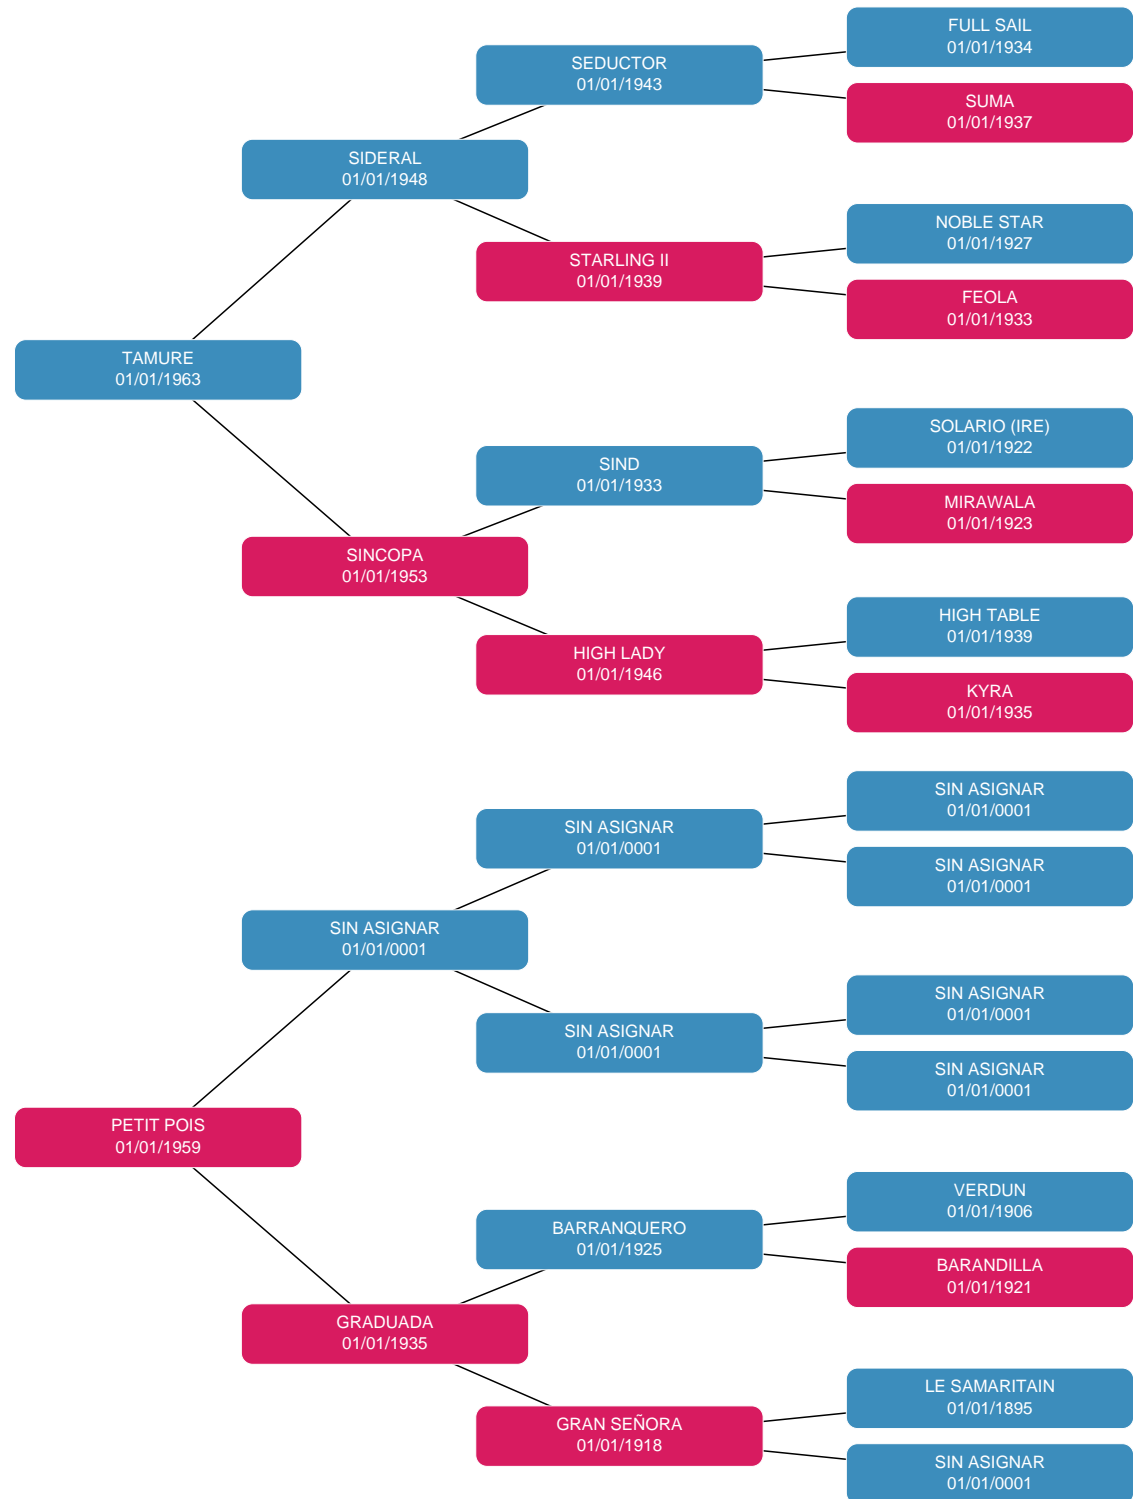 FULL SAIL
01/01/1934
SEDUCTOR
01/01/1943
SUMA
01/01/1937
SIDERAL
01/01/1948
NOBLE STAR
01/01/1927
STARLING II
01/01/1939
FEOLA
01/01/1933
TAMURE
01/01/1963
SOLARIO (IRE)
01/01/1922
SIND
01/01/1933
MIRAWALA
01/01/1923
SINCOPA
01/01/1953
HIGH TABLE
01/01/1939
HIGH LADY
01/01/1946
KYRA
01/01/1935
SIN ASIGNAR
01/01/0001
SIN ASIGNAR
01/01/0001
SIN ASIGNAR
01/01/0001
SIN ASIGNAR
01/01/0001
SIN ASIGNAR
01/01/0001
SIN ASIGNAR
01/01/0001
SIN ASIGNAR
01/01/0001
PETIT POIS
01/01/1959
VERDUN
01/01/1906
BARRANQUERO
01/01/1925
BARANDILLA
01/01/1921
GRADUADA
01/01/1935
LE SAMARITAIN
01/01/1895
GRAN SEÑORA
01/01/1918
SIN ASIGNAR
01/01/0001